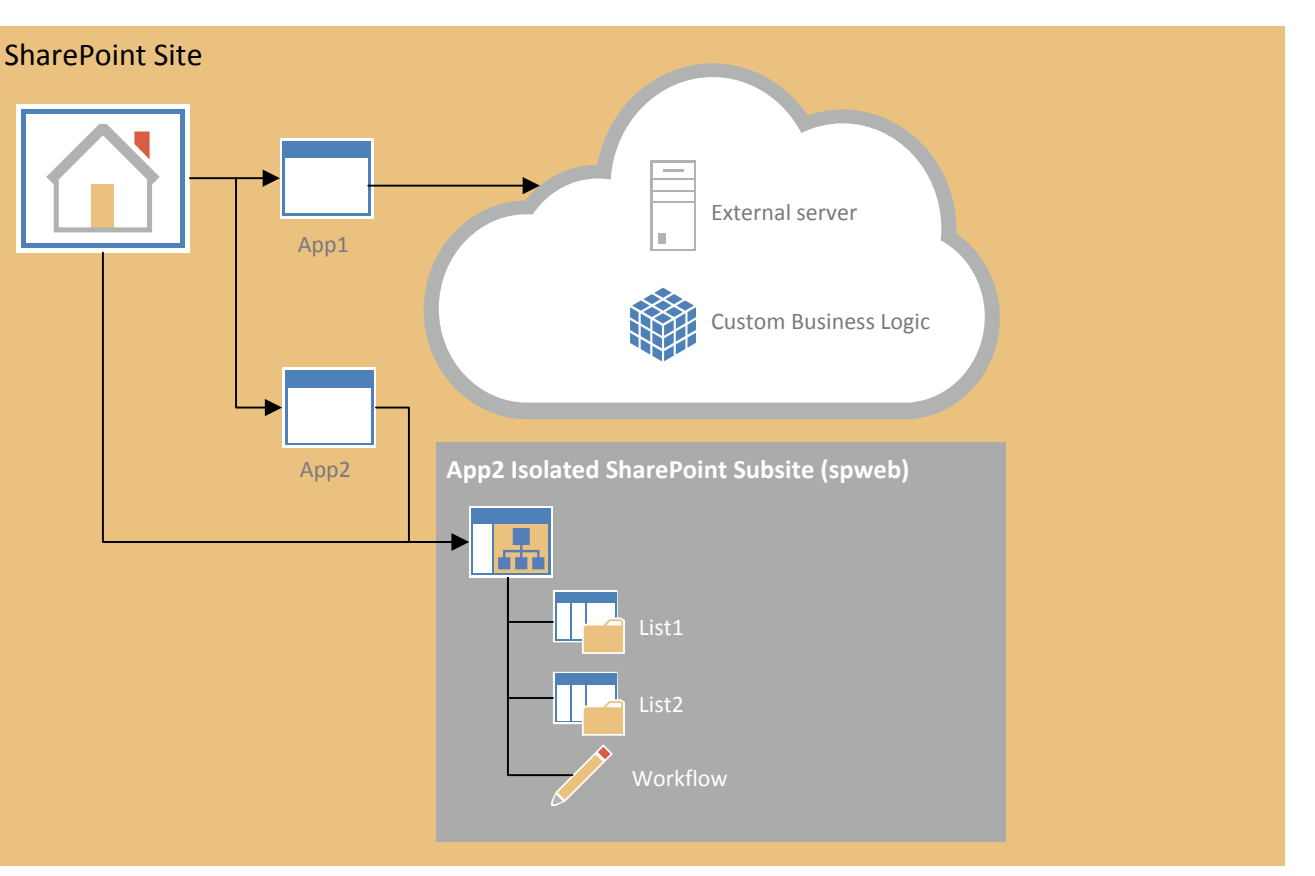 SharePoint Site
External server
App1
Custom Business Logic
App2
App2 Isolated SharePoint Subsite (spweb)
List1
List2
Workflow